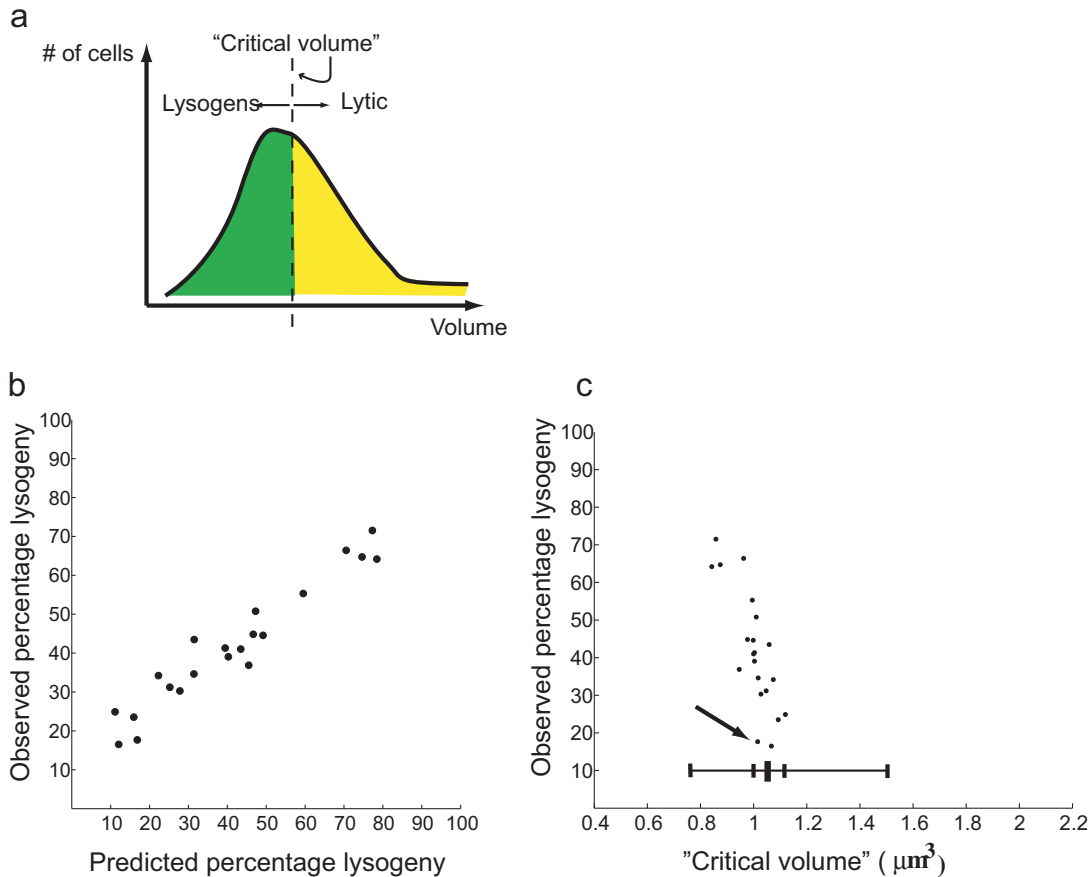 a
# of cells
“Critical volume”
Lysogens
Lytic
Volume
b
Observed percentage lysogeny
100
90
80
70
60
50
40
30
20
10
10 20 30 40 50 60 70 80 90 100
Predicted percentage lysogeny
c
Observed percentage lysogeny
100
90
80
70
60
50
40
30
20
10
0.4 0.6 0.8 1 1.2 1.4 1.6 1.8 2 2.2
”Critical volume” ( μm³)